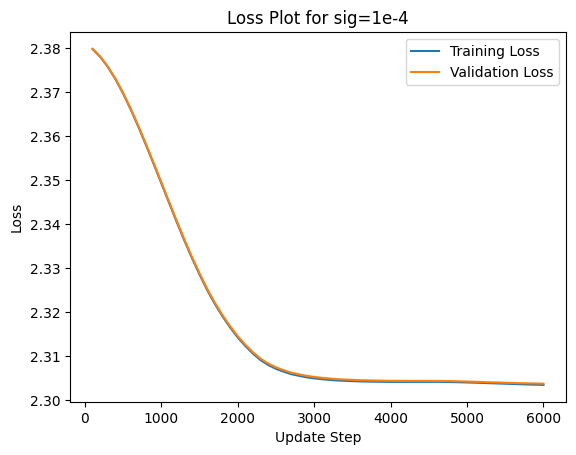 Loss Plot for sig=1e-4
Training Loss
Validation Loss
2.38
2.37
2.36
2.35
2.34
2.33
2.32
2.31
2.30
Loss
0 1000 2000 3000 4000 5000 6000
Update Step